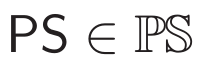 PS ∈ ℙ𝕊